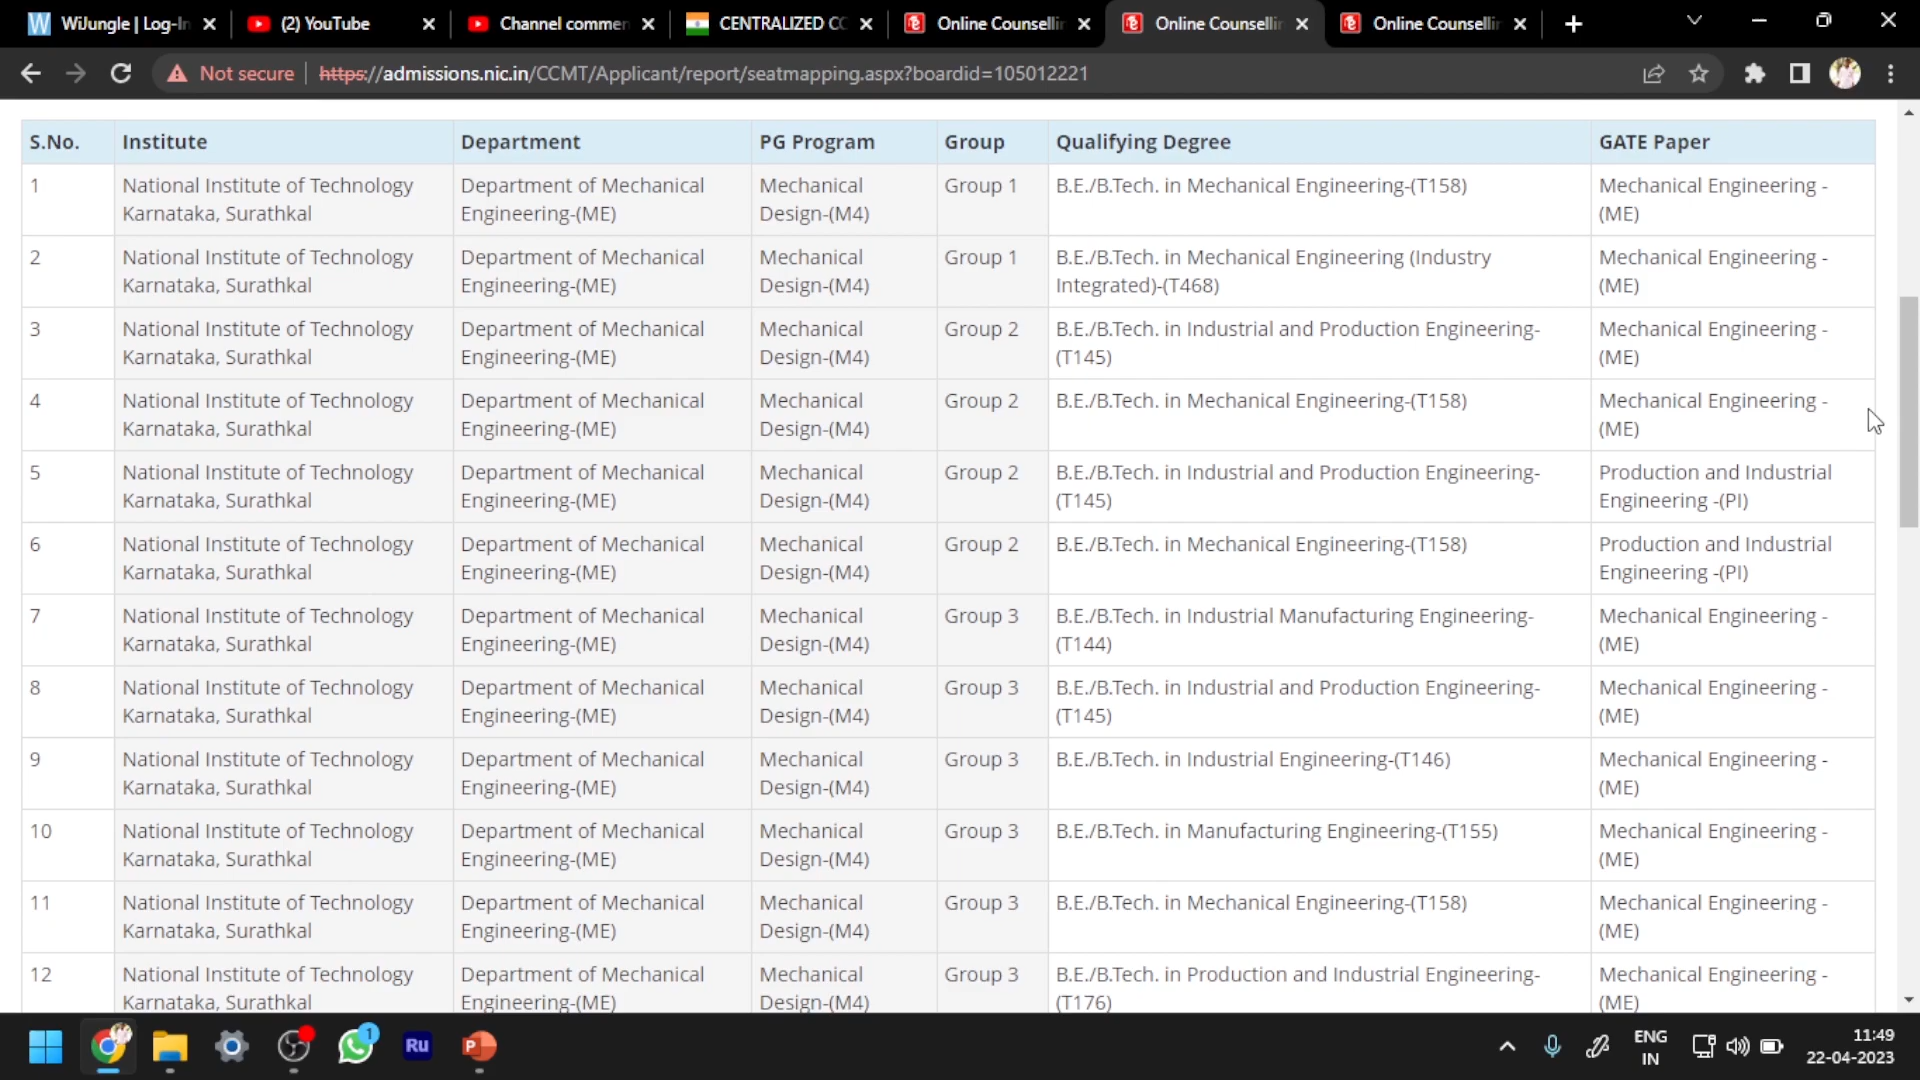 WiJungle | Log-In
(2) YouTube
Channel commen
CENTRALIZED CC
Online Counsellin
Online Counsellin
Online Counsellin
Not secure
https://admissions.nic.in/CCMT/Applicant/report/seatmapping.aspx?boardid=105012221
S.No. Institute Department PG Program Group Qualifying Degree GATE Paper
1 National Institute of Technology Department of Mechanical Mechanical Group 1 B.E./B.Tech. in Mechanical Engineering-(T158) Mechanical Engineering -
Karnataka, Surathkal Engineering-(ME) Design-(M4) (ME)
2 National Institute of Technology Department of Mechanical Mechanical Group 1 B.E./B.Tech. in Mechanical Engineering (Industry Mechanical Engineering -
Karnataka, Surathkal Engineering-(ME) Design-(M4) Integrated)-(T468) (ME)
3 National Institute of Technology Department of Mechanical Mechanical Group 2 B.E./B.Tech. in Industrial and Production Engineering- Mechanical Engineering -
Karnataka, Surathkal Engineering-(ME) Design-(M4) (T145) (ME)
4 National Institute of Technology Department of Mechanical Mechanical Group 2 B.E./B.Tech. in Mechanical Engineering-(T158) Mechanical Engineering -
Karnataka, Surathkal Engineering-(ME) Design-(M4) (ME)
5 National Institute of Technology Department of Mechanical Mechanical Group 2 B.E./B.Tech. in Industrial and Production Engineering- Production and Industrial
Karnataka, Surathkal Engineering-(ME) Design-(M4) (T145) Engineering -(PI)
6 National Institute of Technology Department of Mechanical Mechanical Group 2 B.E./B.Tech. in Mechanical Engineering-(T158) Production and Industrial
Karnataka, Surathkal Engineering-(ME) Design-(M4) Engineering -(PI)
7 National Institute of Technology Department of Mechanical Mechanical Group 3 B.E./B.Tech. in Industrial Manufacturing Engineering- Mechanical Engineering -
Karnataka, Surathkal Engineering-(ME) Design-(M4) (T144) (ME)
8 National Institute of Technology Department of Mechanical Mechanical Group 3 B.E./B.Tech. in Industrial and Production Engineering- Mechanical Engineering -
Karnataka, Surathkal Engineering-(ME) Design-(M4) (T145) (ME)
9 National Institute of Technology Department of Mechanical Mechanical Group 3 B.E./B.Tech. in Industrial Engineering-(T146) Mechanical Engineering -
Karnataka, Surathkal Engineering-(ME) Design-(M4) (ME)
10 National Institute of Technology Department of Mechanical Mechanical Group 3 B.E./B.Tech. in Manufacturing Engineering-(T155) Mechanical Engineering -
Karnataka, Surathkal Engineering-(ME) Design-(M4) (ME)
11 National Institute of Technology Department of Mechanical Mechanical Group 3 B.E./B.Tech. in Mechanical Engineering-(T158) Mechanical Engineering -
Karnataka, Surathkal Engineering-(ME) Design-(M4) (ME)
12 National Institute of Technology Department of Mechanical Mechanical Group 3 B.E./B.Tech. in Production and Industrial Engineering- Mechanical Engineering -
Karnataka, Surathkal Engineering-(ME) Design-(M4) (T176) (ME)
1
Ru
P
ENG
IN
11:49
22-04-2023